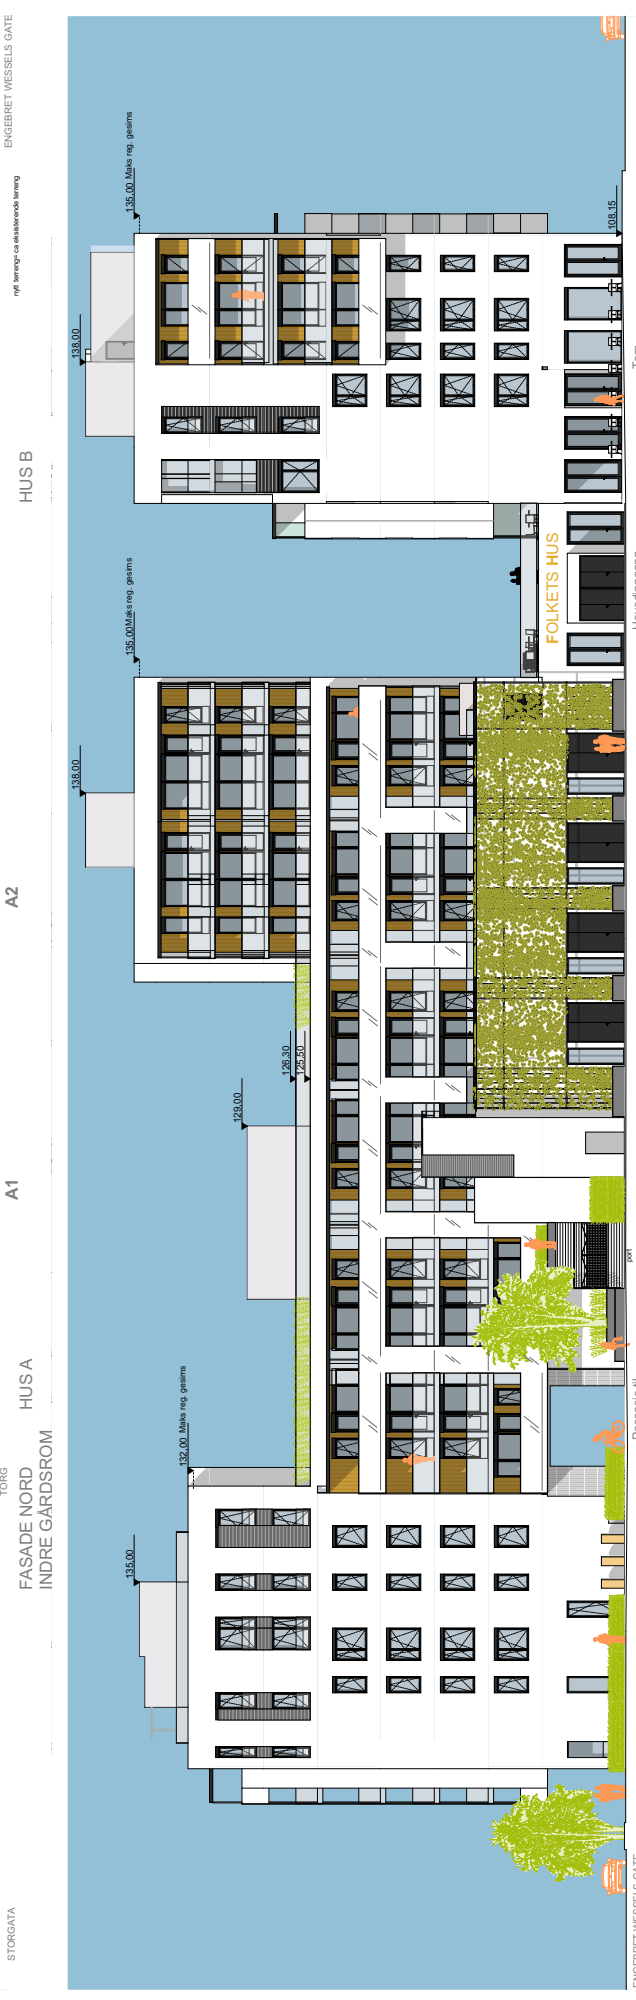 STORGATA
TORG
FASADE NORD
INDRE GÅRDSROM
HUS A
A1
A2
HUS B
nytt terreng= ca eksisterende terreng
ENGEBRET WESSELS GATE
135,00
132,00 Maks reg. gesims
129,00
126,30
125,50
138,00
135,00 Maks reg. gesims
138,00
135,00 Maks reg. gesims
108,15
FOLKETS HUS
port